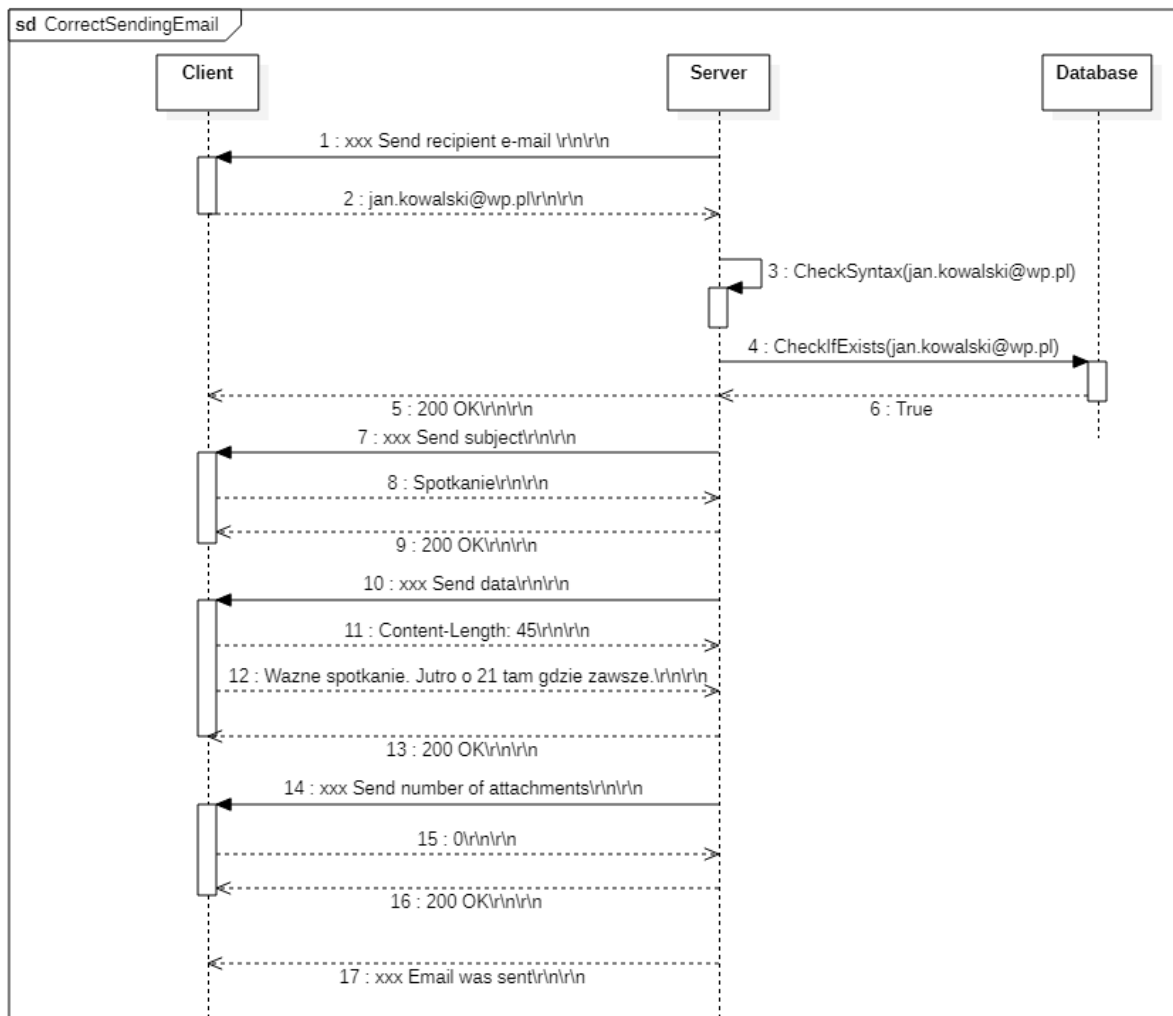 sd CorrectSendingEmail
Client
Server
Database
1 : xxx Send recipient e-mail \r\n\r\n
2 : jan.kowalski@wp.pl\r\n\r\n
3 : CheckSyntax(jan.kowalski@wp.pl)
4 : CheckIfExists(jan.kowalski@wp.pl)
5 : 200 OK\r\n\r\n
6 : True
7 : xxx Send subject\r\n\r\n
8 : Spotkanie\r\n\r\n
9 : 200 OK\r\n\r\n
10 : xxx Send data\r\n\r\n
11 : Content-Length: 45\r\n\r\n
12 : Wazne spotkanie. Jutro o 21 tam gdzie zawsze.\r\n\r\n
13 : 200 OK\r\n\r\n
14 : xxx Send number of attachments\r\n\r\n
15 : 0\r\n\r\n
16 : 200 OK\r\n\r\n
17 : xxx Email was sent\r\n\r\n